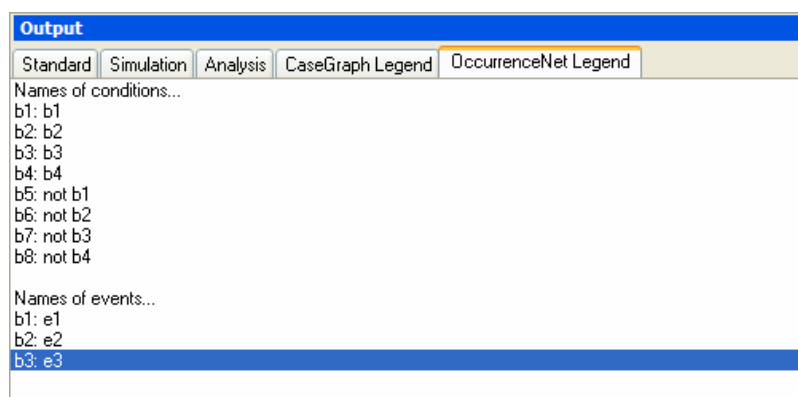 Output
Standard Simulation Analysis CaseGraph Legend OccurrenceNet Legend
Names of conditions...
b1: b1
b2: b2
b3: b3
b4: b4
b5: not b1
b6: not b2
b7: not b3
b8: not b4
Names of events...
b1: e1
b2: e2
b3: e3